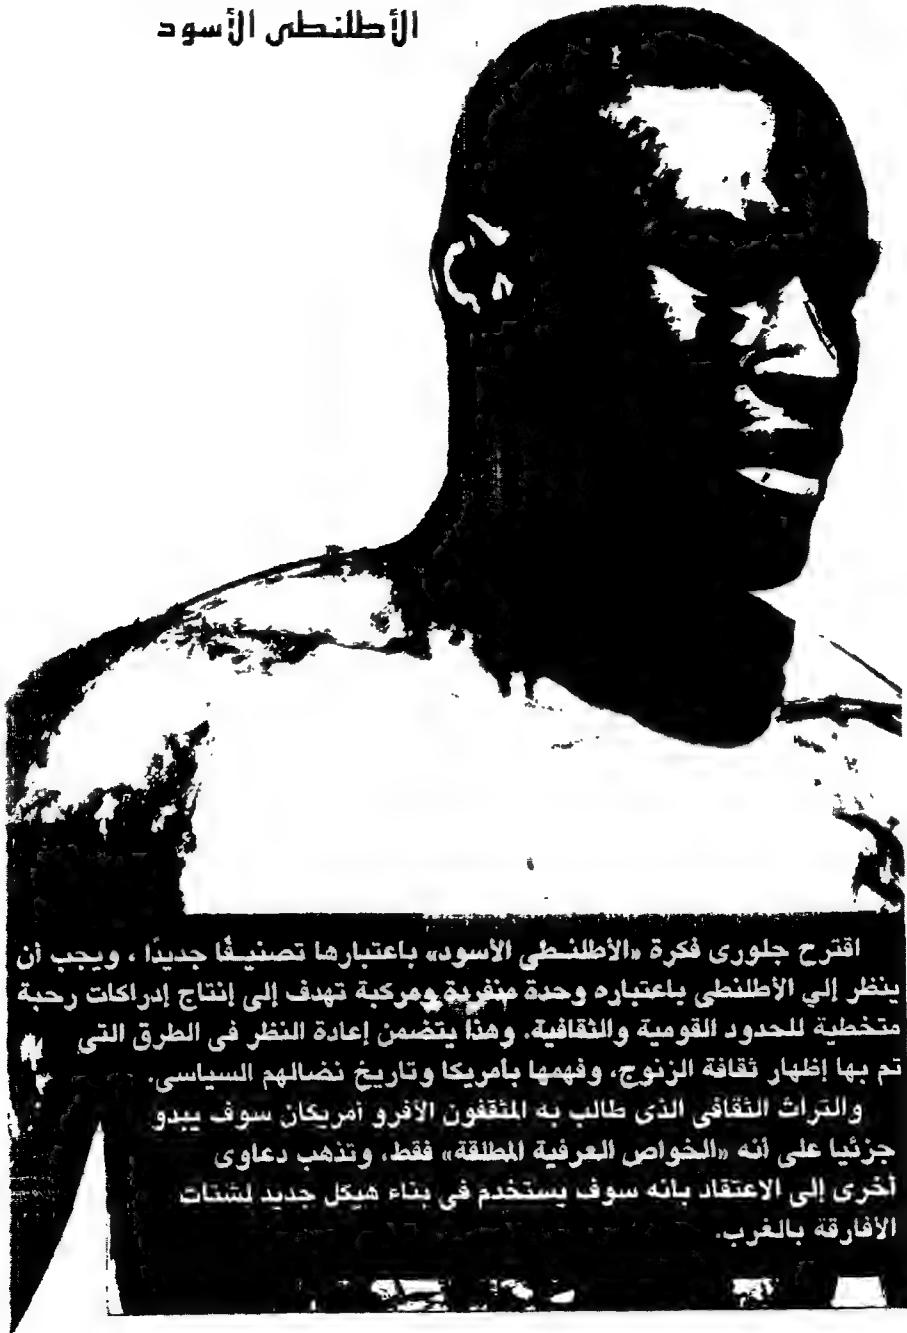 الأطلنطى الأسود
اقترح جلورى فكرة «الأطلنطى الأسود» باعتبارها تصنيفًا جديدًا ، ويجب أن
ينظر إلي الأطلنطى باعتباره وحدة منفردة ومركبة تهدف إلى إنتاج إدراكات رحبة
متخطية للحدود القومية والثقافية. وهذا يتضمن إعادة النظر فى الطرق التى
تم بها إظهار ثقافة الزنوج، وفهمها بأمريكا وتاريخ نضالهم السياسى.
والتراث الثقافى الذى طالب به المثقفون الأفرو أمريكان سوف يبدو
جزئيا على أنه «الخواص العرقية المطلقة» فقط، وتذهب دعاوى
أخرى إلى الاعتقاد بأنه سوف يستخدم فى بناء هيكل جديد لشتات
الأفارقة بالغرب.